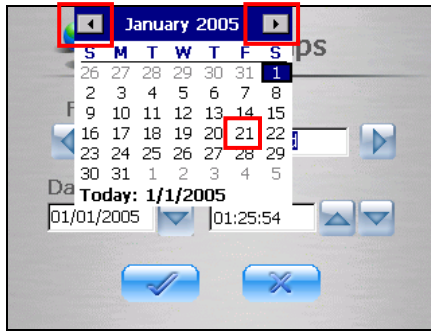 January 2005
ps
S M T W T F S
26 27 28 29 30 31 1
2 3 4 5 6 7 8
9 10 11 12 13 14 15
16 17 18 19 20 21 22
23 24 25 26 27 28 29
30 31 1 2 3 4 5
Da
Today: 1/1/2005
01/01/2005 01:25:54